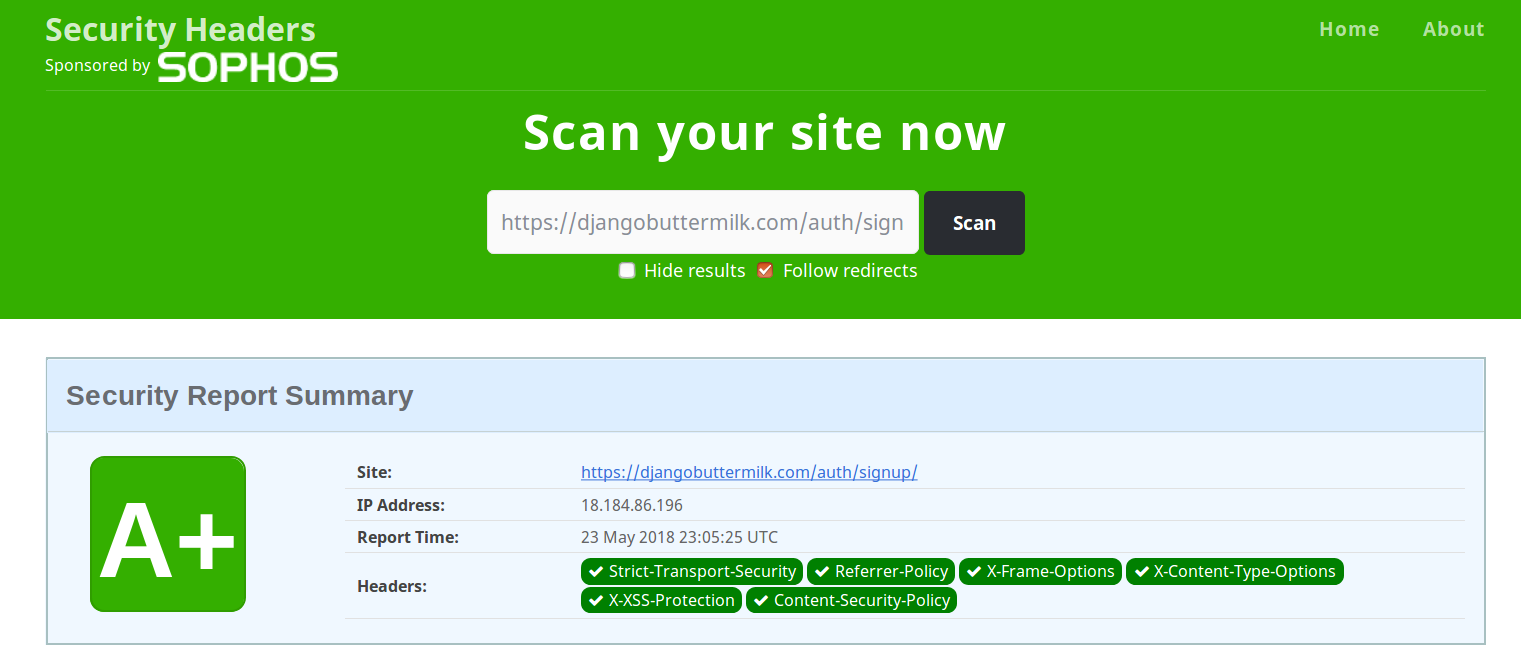 Security Headers
Home About
Sponsored by SOPHOS
Scan your site now
https://djangobuttermilk.com/auth/sign
Scan
Hide results Follow redirects
Security Report Summary
A+
Site: https://djangobuttermilk.com/auth/signup/
IP Address: 18.184.86.196
Report Time: 23 May 2018 23:05:25 UTC
Headers: Strict-Transport-Security Referrer-Policy X-Frame-Options X-Content-Type-Options
X-XSS-Protection Content-Security-Policy